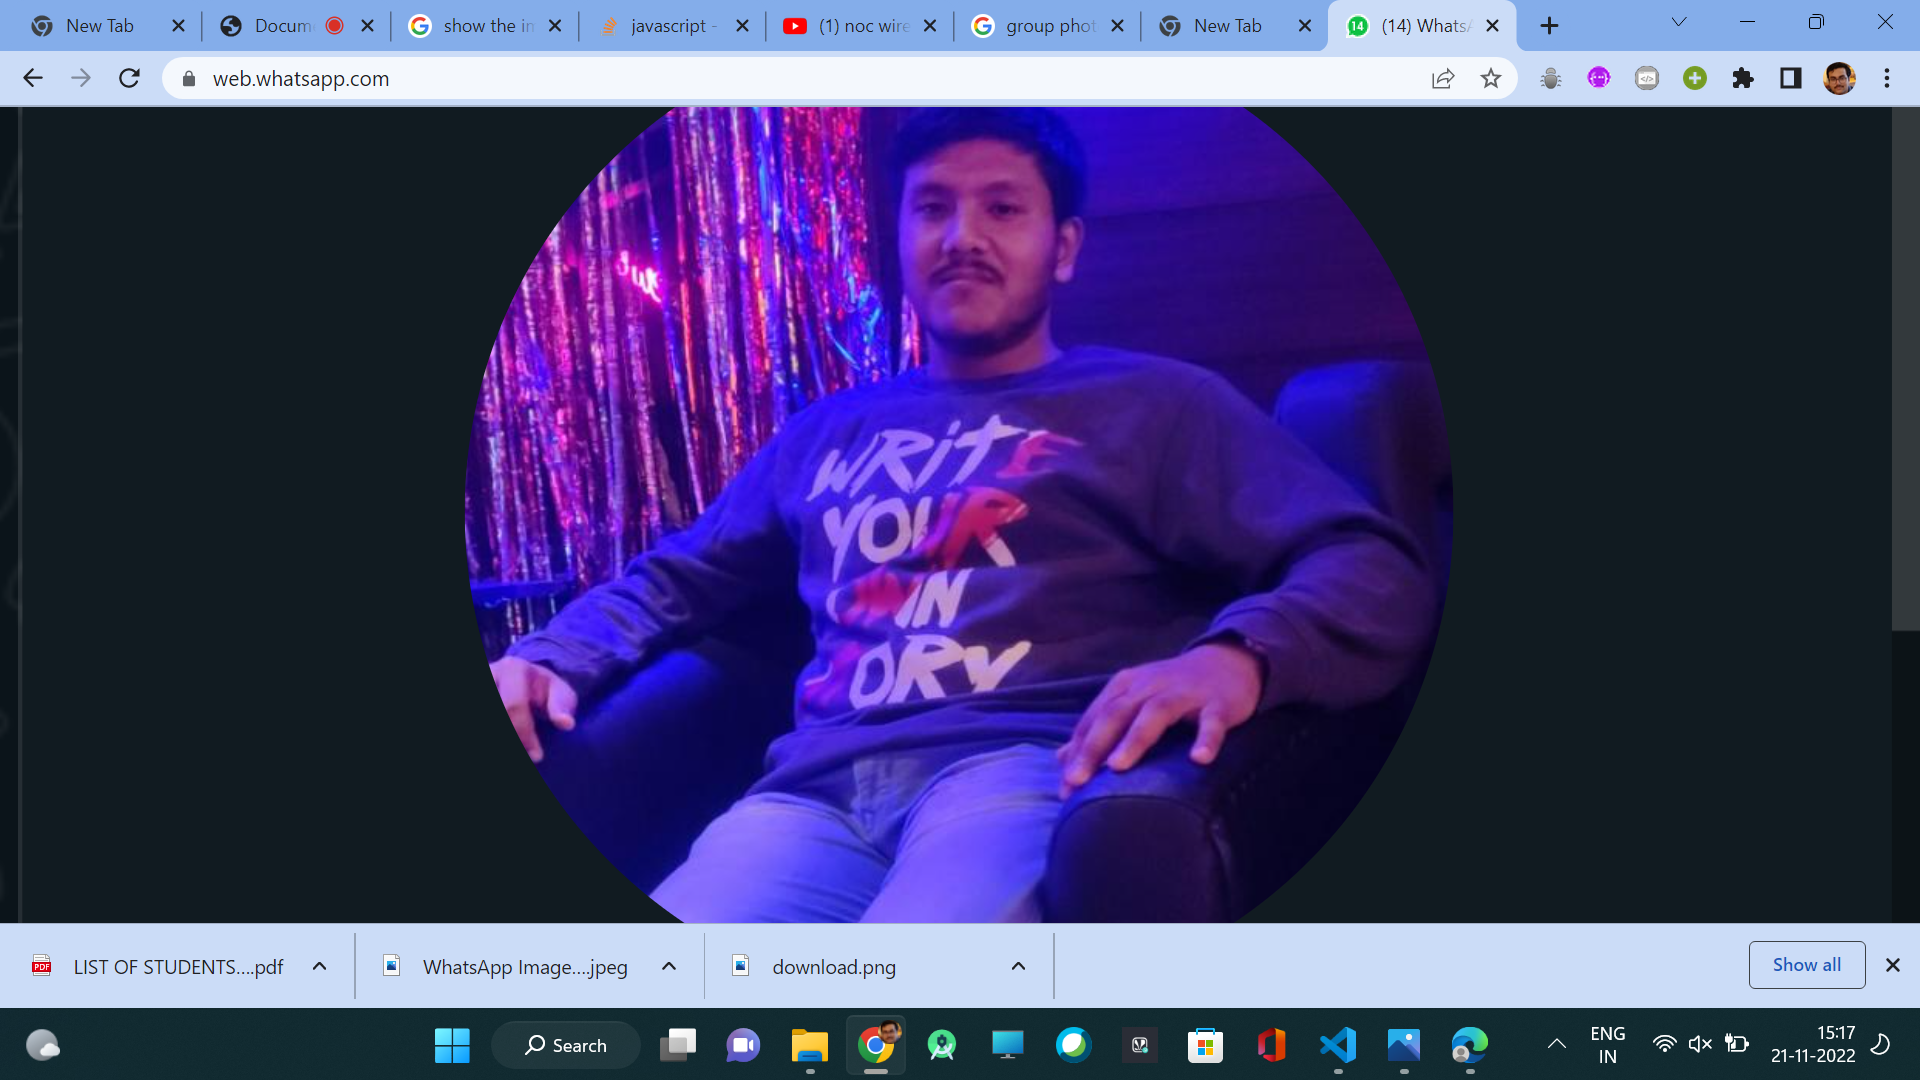 New Tab
Docum
show the in
javascript -
(1) noc wire
group phot
New Tab
(14) WhatsA
web.whatsapp.com
WRITE
YOUR
ORY
LIST OF STUDENTS....pdf
WhatsApp Image....jpeg
download.png
Show all
Search
ENG
IN
15:17
21-11-2022